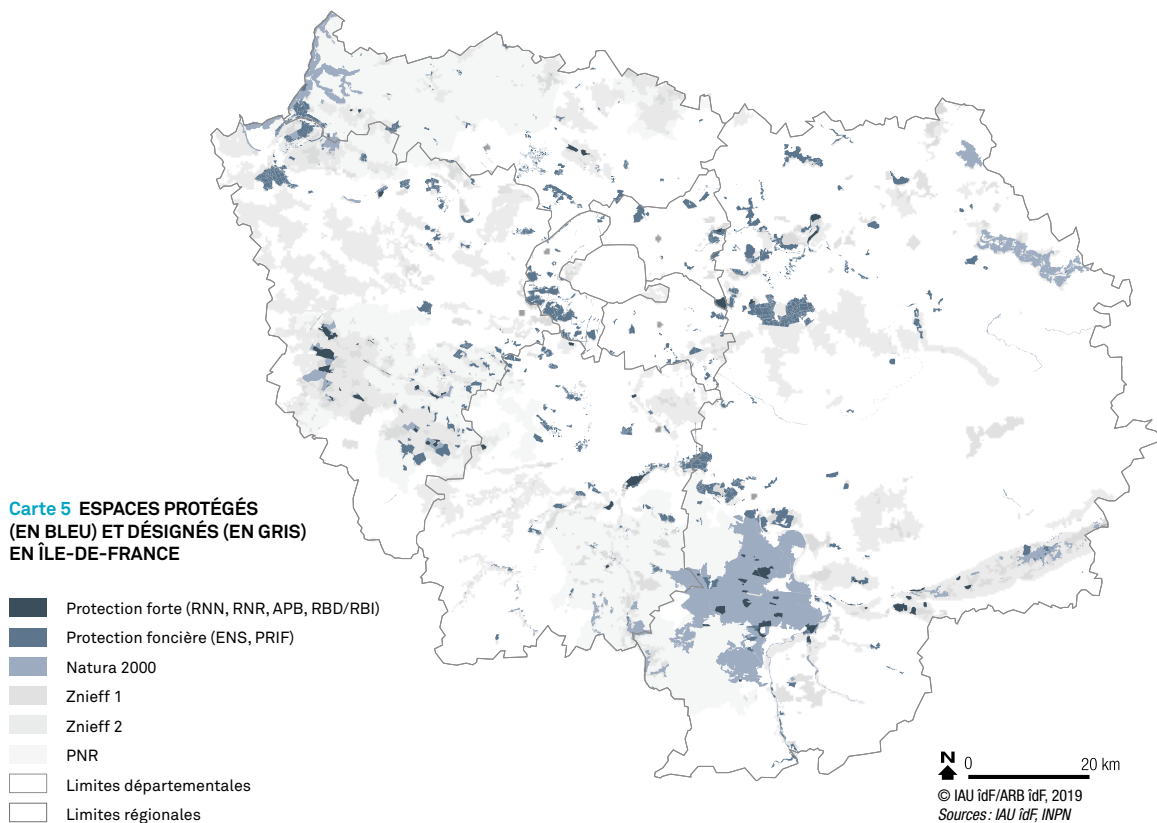 Carte 5 ESPACES PROTÉGÉS
(EN BLEU) ET DÉSIGNÉS (EN GRIS)
EN ÎLE-DE-FRANCE
Protection forte (RNN, RNR, APB, RBD/RBI)
Protection foncière (ENS, PRIF)
Natura 2000
Znieff 1
Znieff 2
PNR
Limites départementales
Limites régionales
N 0 20 km
© IAU îdF/ARB îdF, 2019
Sources : IAU îdF, INPN